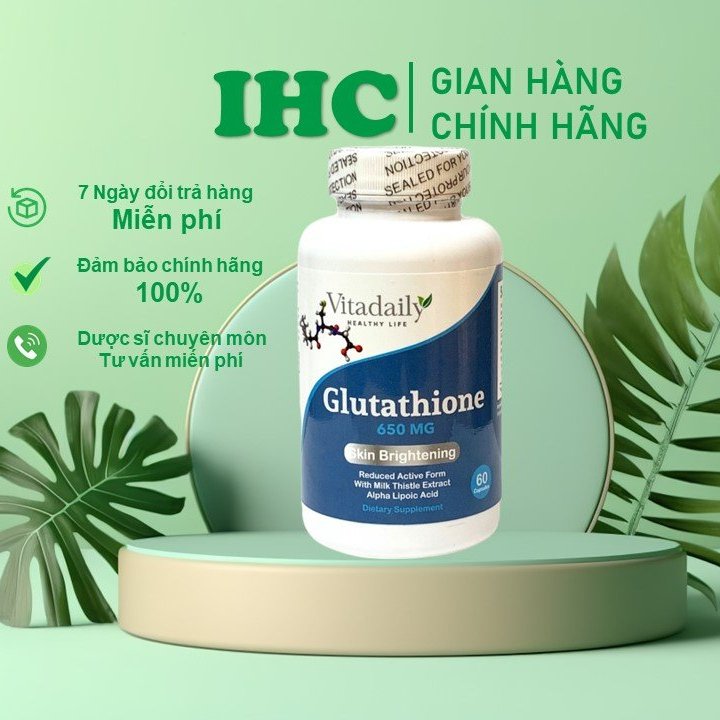 IHC
GIAN HÀNG
CHÍNH HÃNG
7 Ngày đổi trả hàng
Miễn phí
Đảm bảo chính hãng
100%
Dược sĩ chuyên môn
Tư vấn miễn phí
SEALED FOR YOUR PROTECTION
Vitadaily
HEALTHY LIFE
Glutathione
650 MG
Skin Brightening
Reduced Active Form
With Milk Thistle Extract
Alpha Lipoic Acid
Dietary Supplement
60
Capsules